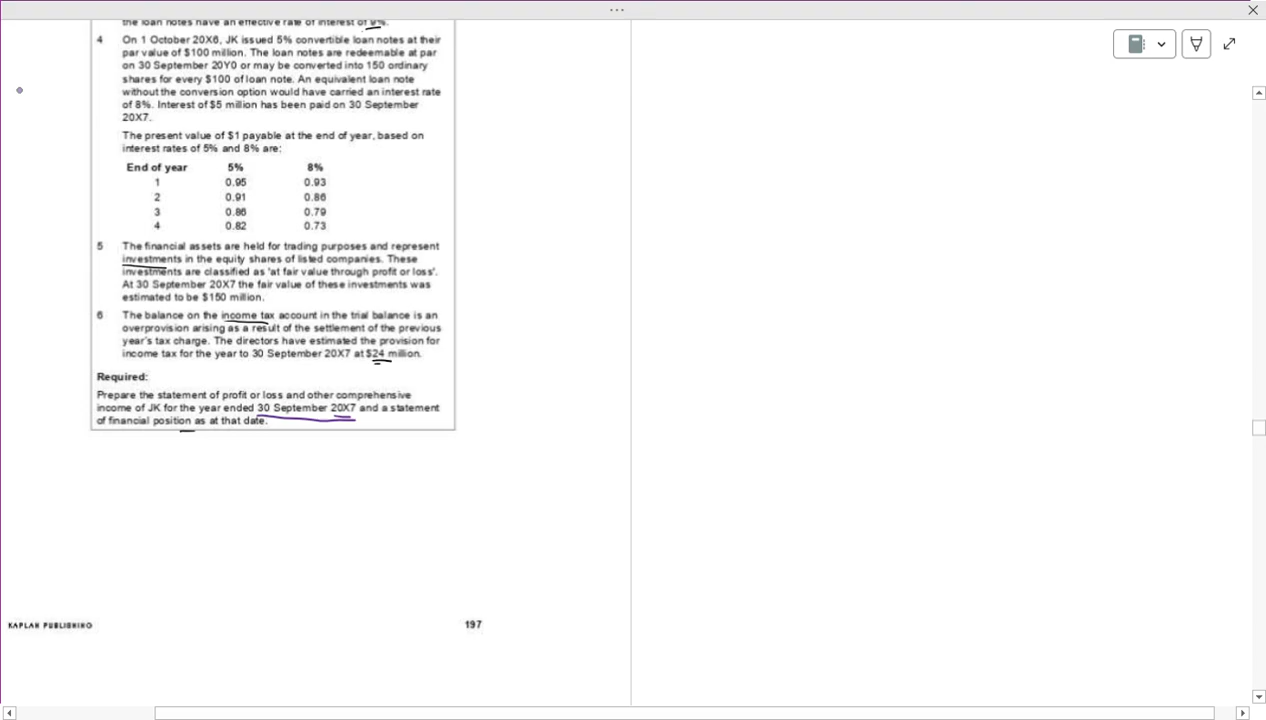 the loan notes have an effective rate of interest of 9%.
4 On 1 October 20X6, JK issued 5% convertible loan notes at their
par value of $100 million. The loan notes are redeemable at par
on 30 September 20Y0 or may be converted into 150 ordinary
shares for every $100 of loan note. An equivalent loan note
without the conversion option would have carried an interest rate
of 8%. Interest of $5 million has been paid on 30 September
20X7.
The present value of $1 payable at the end of year, based on
interest rates of 5% and 8% are:
End of year 5% 8%
1 0.95 0.93
2 0.91 0.86
3 0.86 0.79
4 0.82 0.73
5 The financial assets are held for trading purposes and represent
investments in the equity shares of listed companies. These
investments are classified as 'at fair value through profit or loss'.
At 30 September 20X7 the fair value of these investments was
estimated to be $150 million.
6 The balance on the income tax account in the trial balance is an
overprovision arising as a result of the settlement of the previous
year's tax charge. The directors have estimated the provision for
income tax for the year to 30 September 20X7 at $24 million.
Required:
Prepare the statement of profit or loss and other comprehensive
income of JK for the year ended 30 September 20X7 and a statement
of financial position as at that date.
KAPLAN PUBLISHING 197